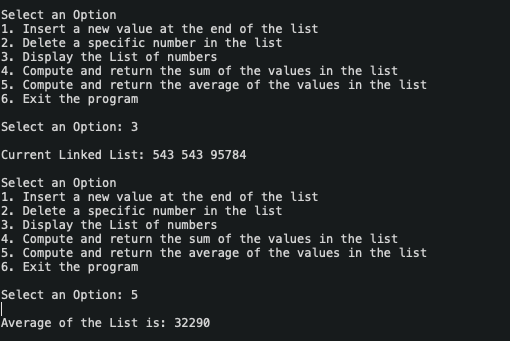 Select an Option
1. Insert a new value at the end of the list
2. Delete a specific number in the list
3. Display the List of numbers
4. Compute and return the sum of the values in the list
5. Compute and return the average of the values in the list
6. Exit the program
Select an Option: 3
Current Linked List: 543 543 95784
Select an Option
1. Insert a new value at the end of the list
2. Delete a specific number in the list
3. Display the List of numbers
4. Compute and return the sum of the values in the list
5. Compute and return the average of the values in the list
6. Exit the program
Select an Option: 5
Average of the List is: 32290